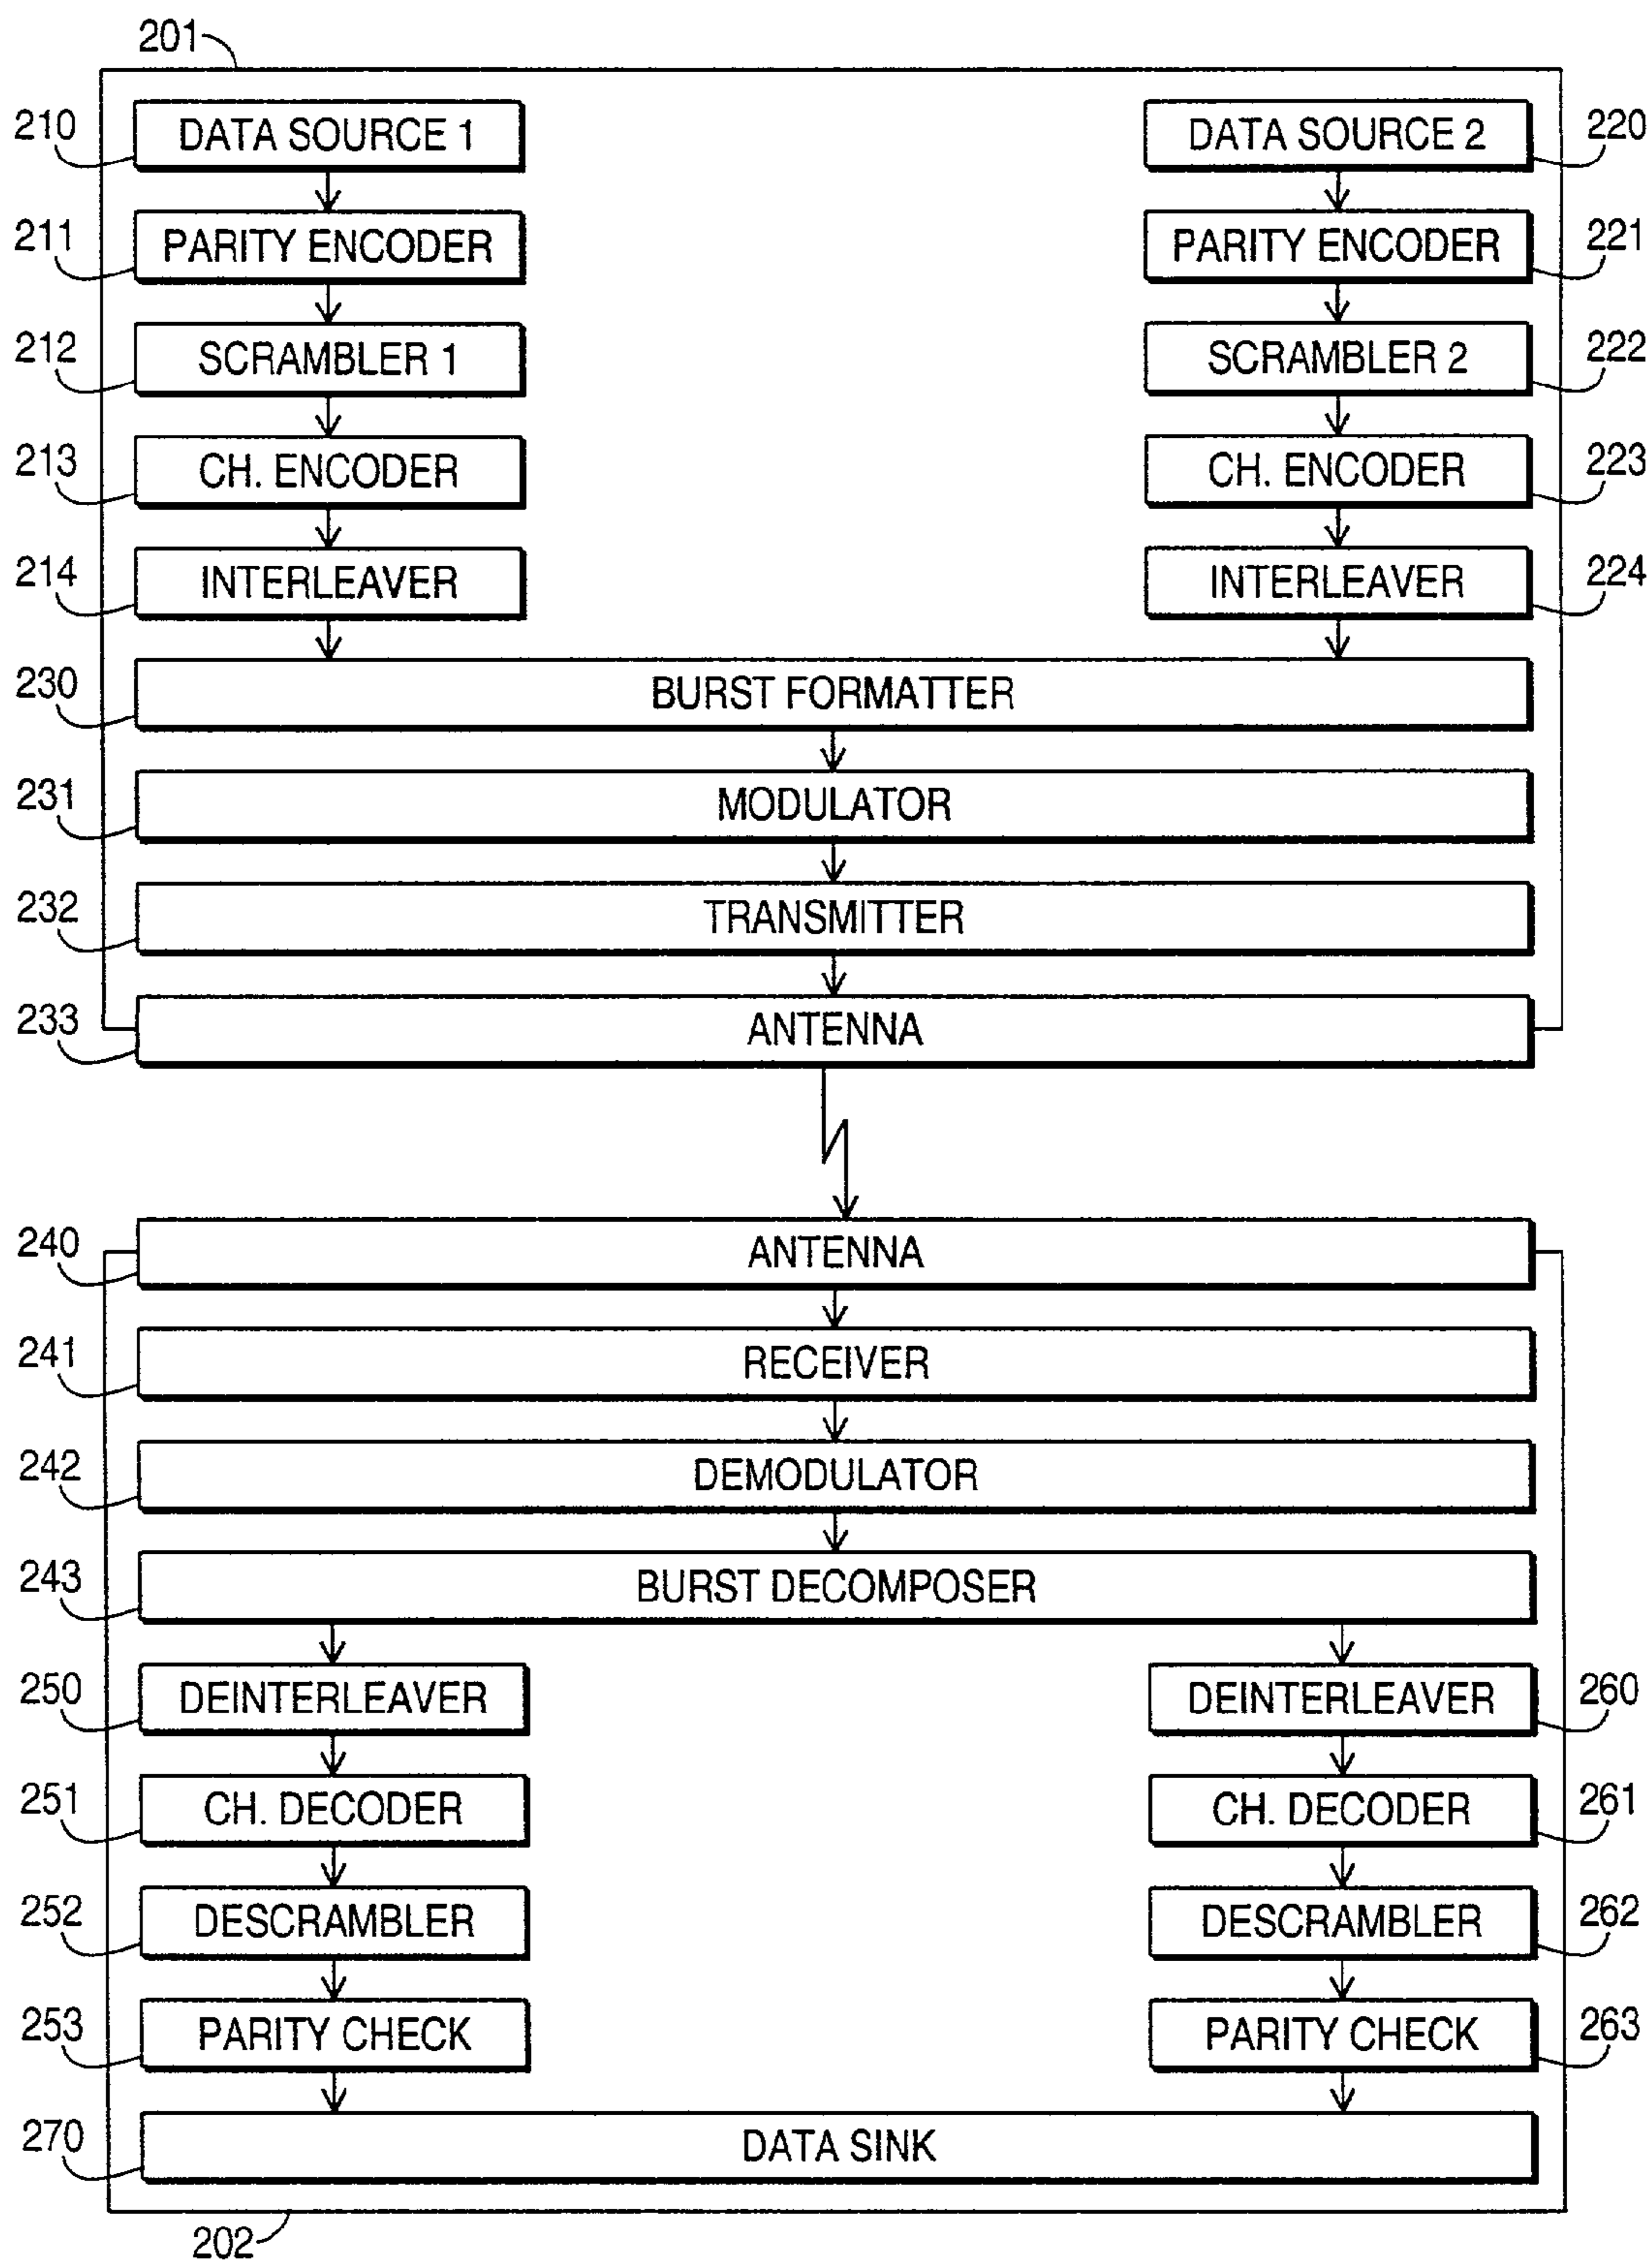 201
210 DATA SOURCE 1 DATA SOURCE 2 220
211 PARITY ENCODER PARITY ENCODER 221
212 SCRAMBLER 1 SCRAMBLER 2 222
213 CH. ENCODER CH. ENCODER 223
214 INTERLEAVER INTERLEAVER 224
230 BURST FORMATTER
231 MODULATOR
232 TRANSMITTER
233 ANTENNA
240 ANTENNA
241 RECEIVER
242 DEMODULATOR
243 BURST DECOMPOSER
250 DEINTERLEAVER DEINTERLEAVER 260
251 CH. DECODER CH. DECODER 261
252 DESCRAMBLER DESCRAMBLER 262
253 PARITY CHECK PARITY CHECK 263
270 DATA SINK
202